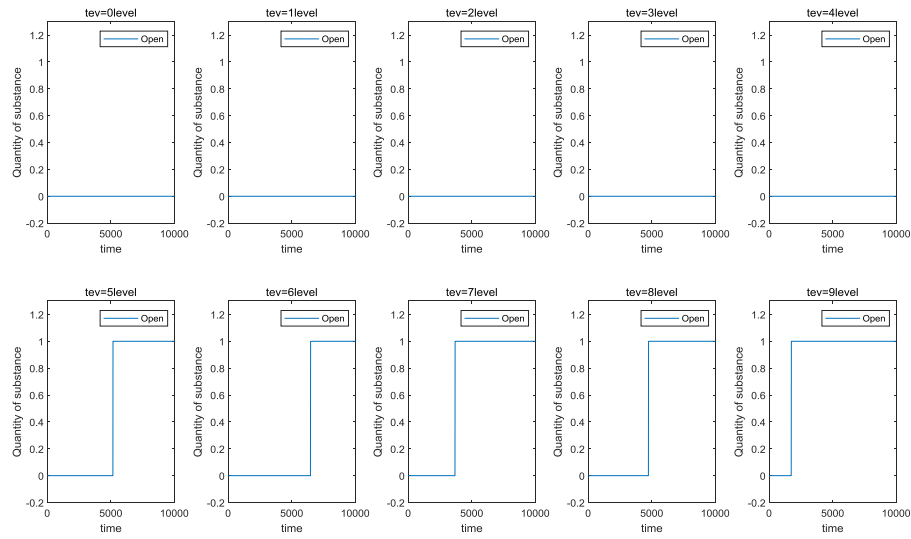 tev=0level tev=1level tev=2level tev=3level tev=4level
Open Open Open Open Open
1.2 1.2 1.2 1.2 1.2
1 1 1 1 1
0.8 0.8 0.8 0.8 0.8
0.6 0.6 0.6 0.6 0.6
0.4 0.4 0.4 0.4 0.4
0.2 0.2 0.2 0.2 0.2
0 0 0 0 0
-0.2 -0.2 -0.2 -0.2 -0.2
Quantity of substance Quantity of substance Quantity of substance Quantity of substance Quantity of substance
0 5000 10000 0 5000 10000 0 5000 10000 0 5000 10000 0 5000 10000
time time time time time
tev=5level tev=6level tev=7level tev=8level tev=9level
Open Open Open Open Open
1.2 1.2 1.2 1.2 1.2
1 1 1 1 1
0.8 0.8 0.8 0.8 0.8
0.6 0.6 0.6 0.6 0.6
0.4 0.4 0.4 0.4 0.4
0.2 0.2 0.2 0.2 0.2
0 0 0 0 0
-0.2 -0.2 -0.2 -0.2 -0.2
Quantity of substance Quantity of substance Quantity of substance Quantity of substance Quantity of substance
0 5000 10000 0 5000 10000 0 5000 10000 0 5000 10000 0 5000 10000
time time time time time